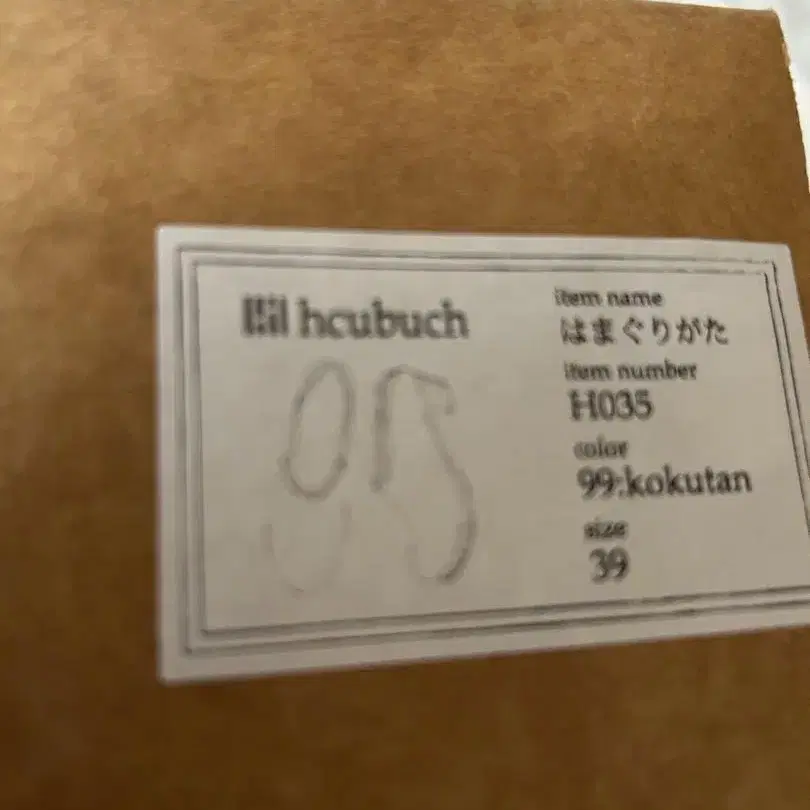 hcubuch
item name
はまぐりがた
item number
H035
color
99:kokutan
size
39